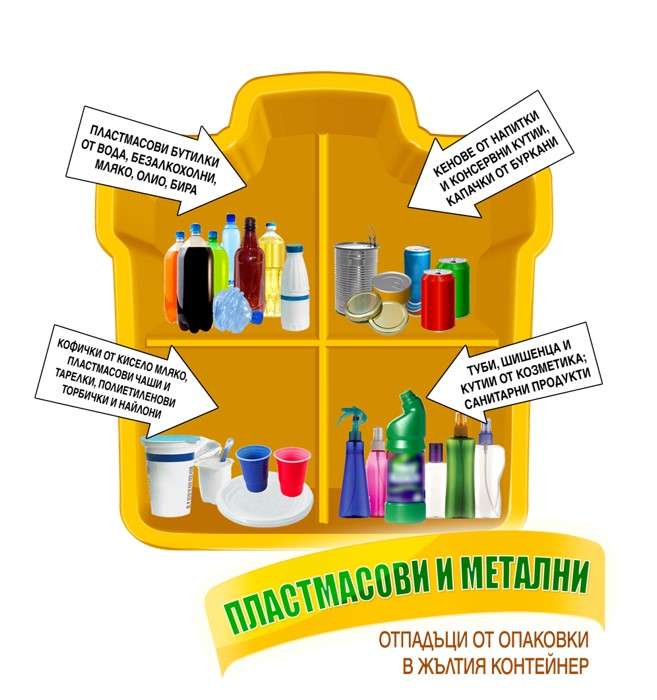 ПЛАСТМАСОВИ БУТИЛКИ
ОТ ВОДА, БЕЗАЛКОХОЛНИ,
МЛЯКО, ОЛИО, БИРА
КЕНОВЕ ОТ НАПИТКИ
И КОНСЕРВНИ КУТИИ,
КАПАЧКИ ОТ БУРКАНИ
КОФИЧКИ ОТ КИСЕЛО МЛЯКО,
ПЛАСТМАСОВИ ЧАШИ И
ТАРЕЛКИ, ПОЛИЕТИЛЕНОВИ
ТОРБИЧКИ И НАЙЛОНИ
ТУБИ, ШИШЕНЦА И
КУТИИ ОТ КОЗМЕТИКА;
САНИТАРНИ ПРОДУКТИ
ПЛАСТМАСОВИ И МЕТАЛНИ
ОТПАДЪЦИ ОТ ОПАКОВКИ
В ЖЪЛТИЯ КОНТЕЙНЕР